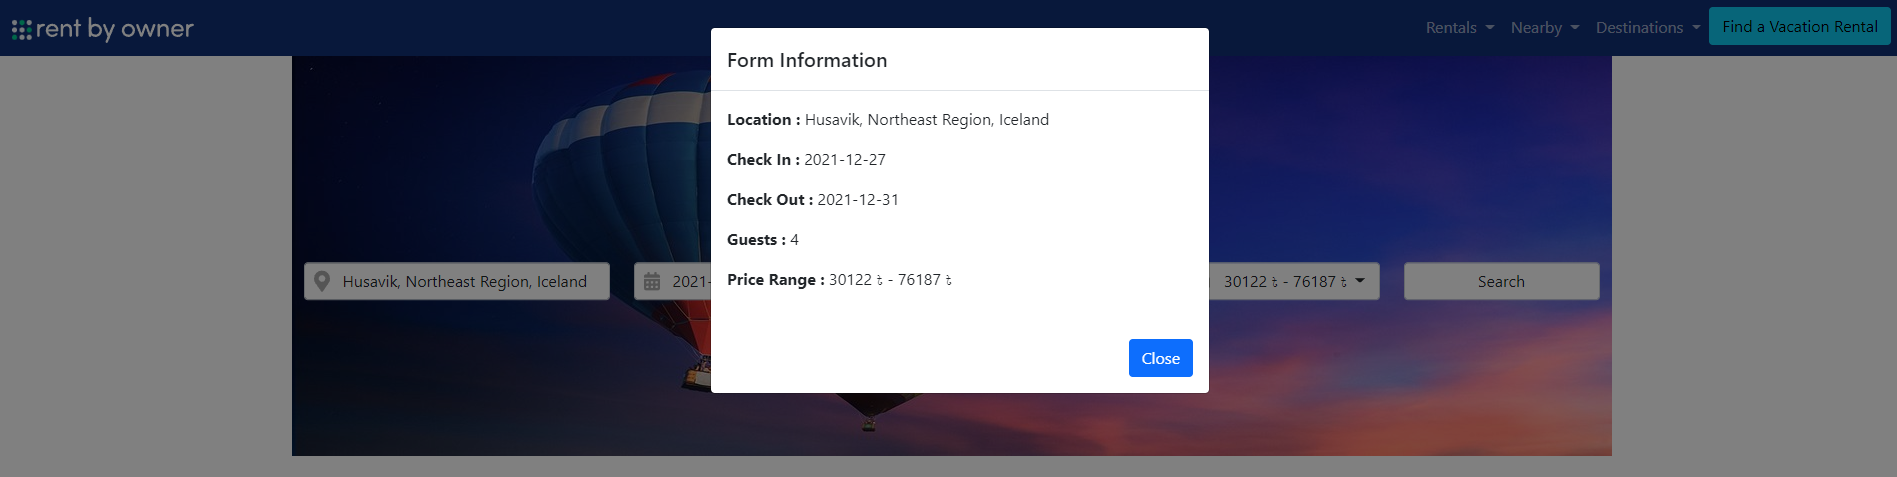 rent by owner
Rentals Nearby Destinations Find a Vacation Rental
Form Information
Location : Husavik, Northeast Region, Iceland
Check In : 2021-12-27
Check Out : 2021-12-31
Guests : 4
Price Range : 30122 ৳ - 76187 ৳
Husavik, Northeast Region, Iceland 2021- 30122 ৳ - 76187 ৳ Search
Close